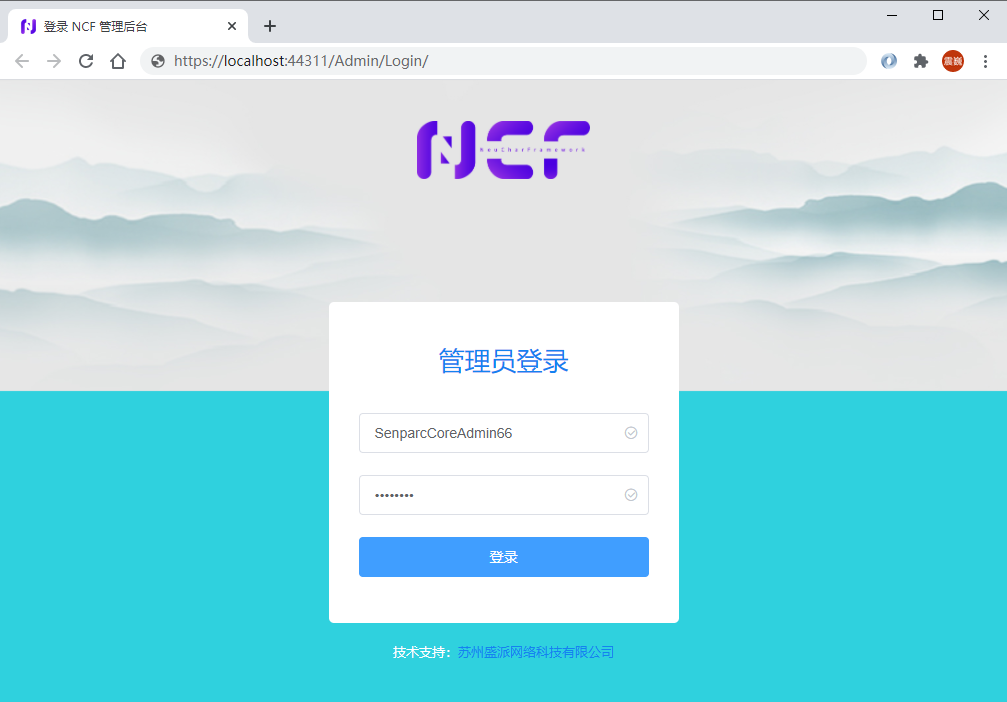 登录 NCF 管理后台
https://localhost:44311/Admin/Login/
震巍
NCF
NeuCharFramework
管理员登录
SenparcCoreAdmin66
••••••••
登录
技术支持：苏州盛派网络科技有限公司